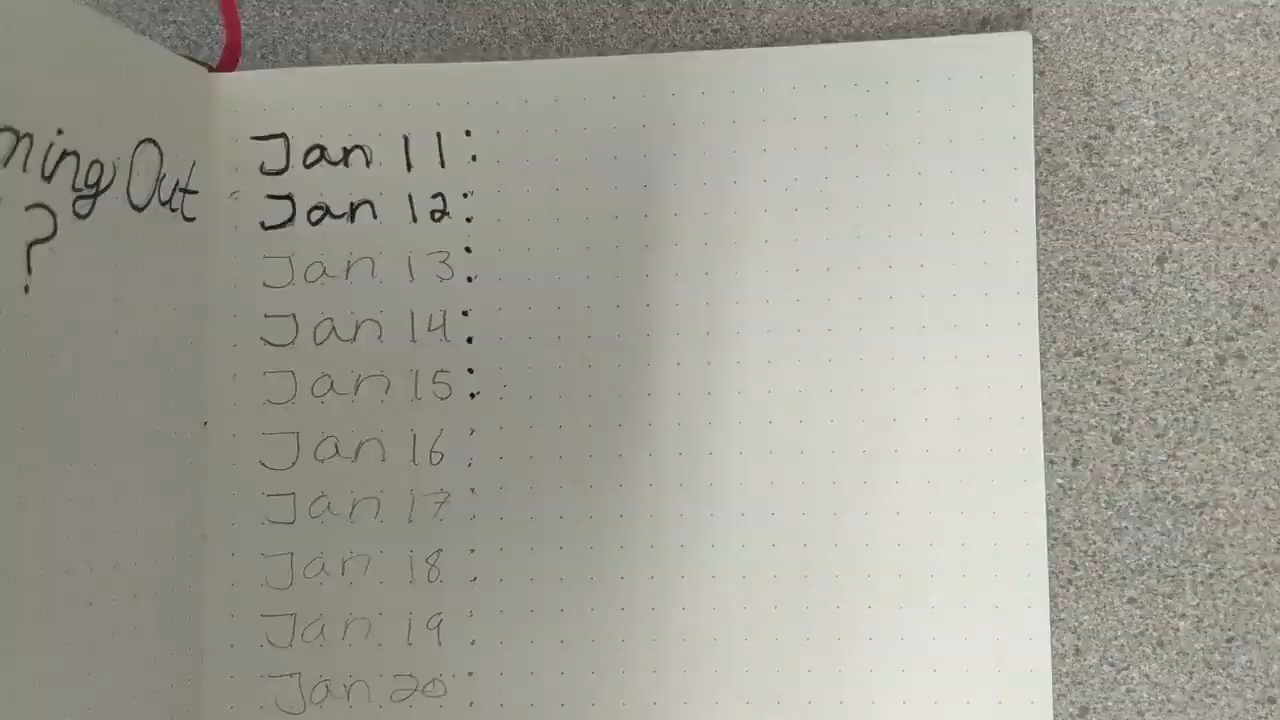 ning Out
?
Jan 11:
Jan 12:
Jan 13:
Jan 14:
Jan 15:
Jan 16:
Jan 17:
Jan 18:
Jan 19:
Jan 20: